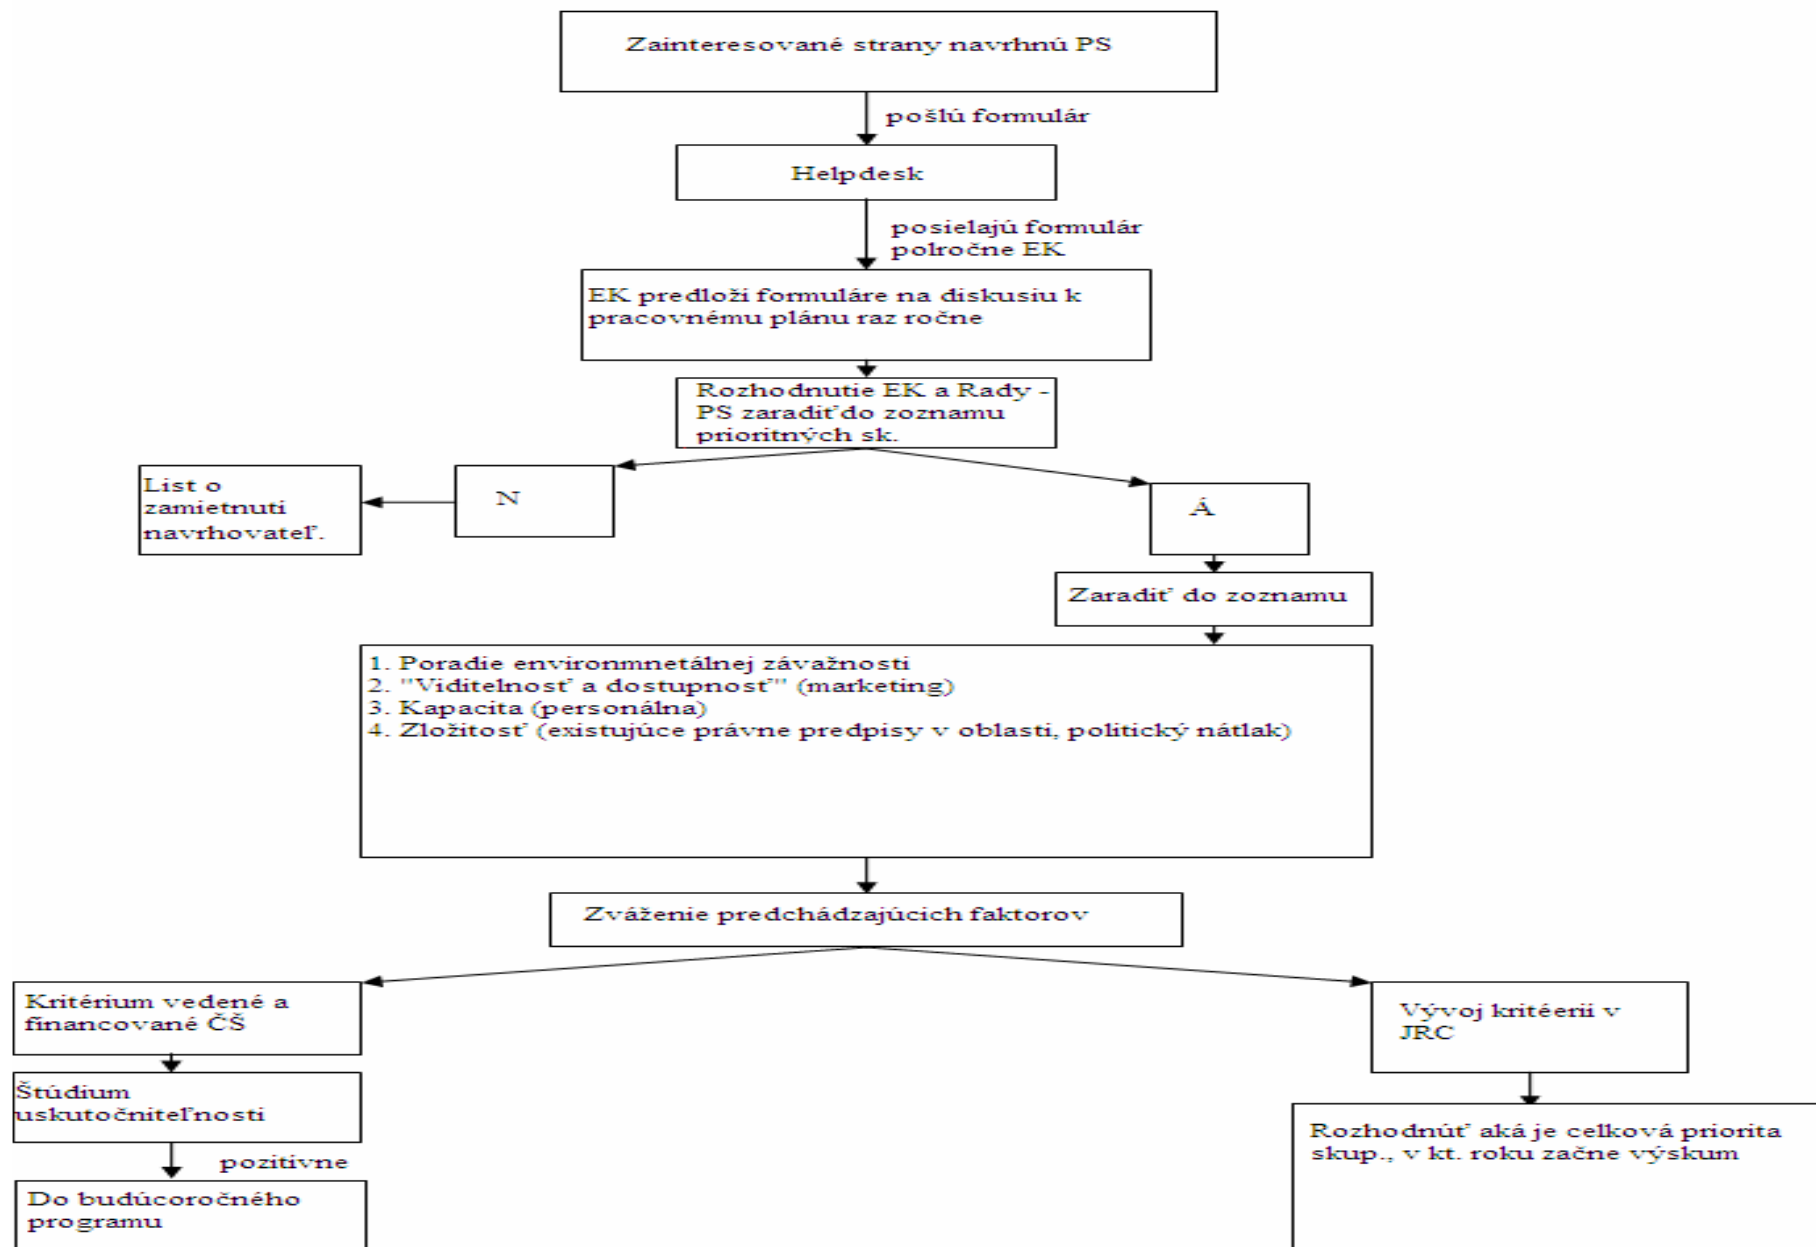 Zainteresované strany navrhnú PS
pošlú formulár
Helpdesk
posielajú formulár
polročne EK
EK predloží formuláre na diskusiu k
pracovnému plánu raz ročne
Rozhodnutie EK a Rady -
PS zaradiť do zoznamu
prioritných sk.
List o
zamietnutí
navrhovateľ.
N
Á
Zaradiť do zoznamu
1. Poradie environmnetálnej závažnosti
2. "Viditelnosť a dostupnosť" (marketing)
3. Kapacita (personálna)
4. Zložitosť (existujúce právne predpisy v oblasti, politický nátlak)
Zváženie predchádzajúcich faktorov
Kritérium vedené a
financované ČŠ
Vývoj kritéerii v
JRC
Štúdium
uskutočniteľnosti
pozitívne
Do budúcoročného
programu
Rozhodnúť aká je celková priorita
skup., v kt. roku začne výskum